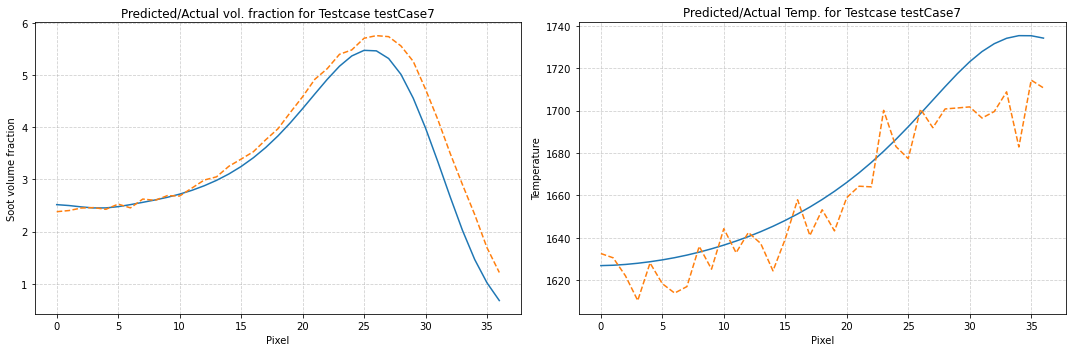 Predicted/Actual vol. fraction for Testcase testCase7
6
5
4
3
2
1
Soot volume fraction
0 5 10 15 20 25 30 35
Pixel
Predicted/Actual Temp. for Testcase testCase7
1740
1720
1700
1680
1660
1640
1620
Temperature
0 5 10 15 20 25 30 35
Pixel